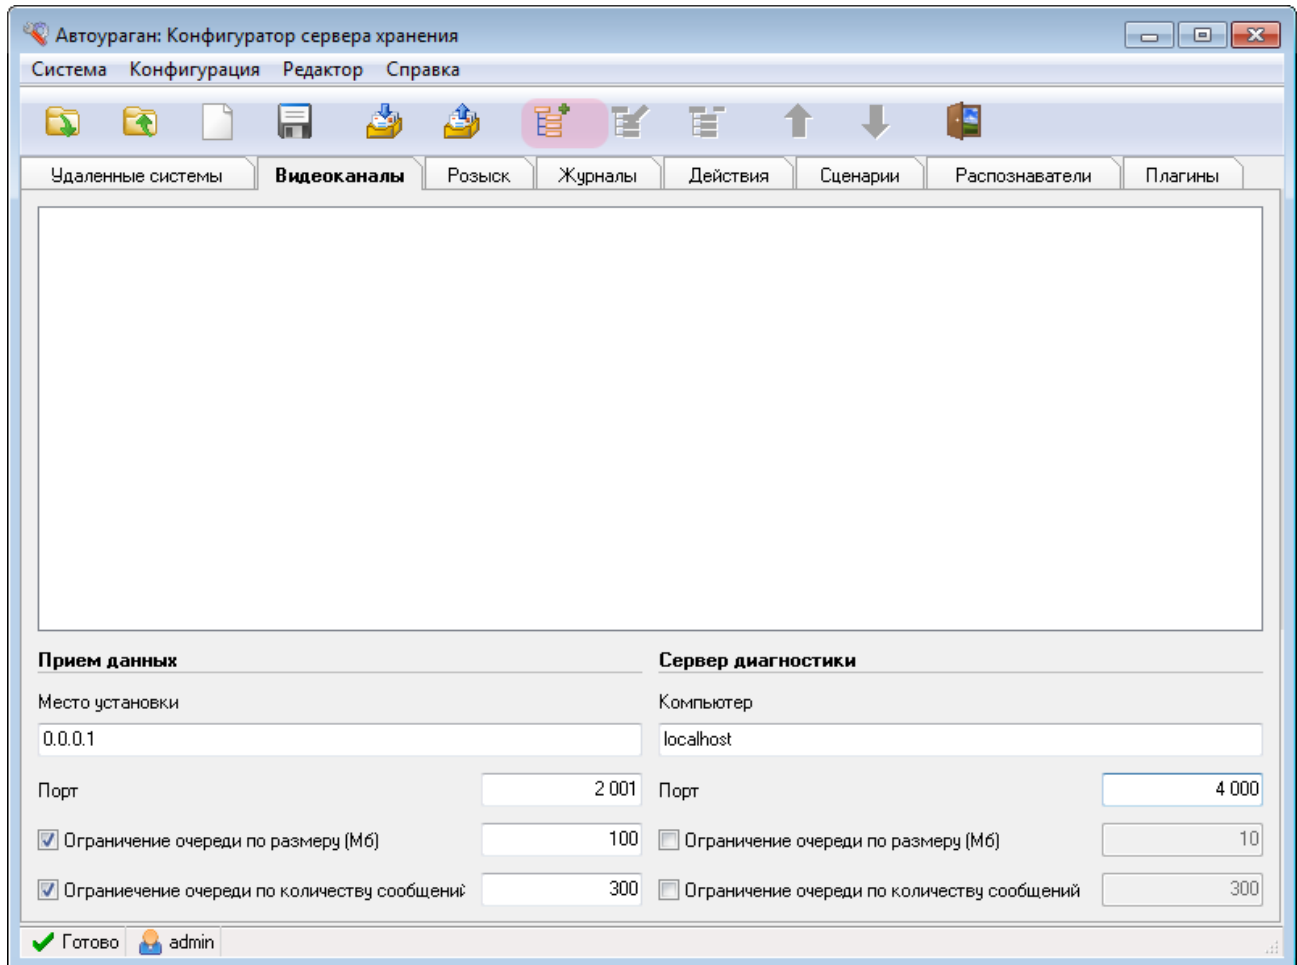 Автоураган: Конфигуратор сервера хранения
Система Конфигурация Редактор Справка
Удаленные системы Видеоканалы Розыск Журналы Действия Сценарии Распознаватели Плагины
Прием данных Сервер диагностики
Место установки Компьютер
0.0.0.1 localhost
Порт 2 001 Порт 4 000
Ограничение очереди по размеру (Мб) 100 Ограничение очереди по размеру (Мб) 10
Ограниечение очереди по количеству сообщений 300 Ограничение очереди по количеству сообщений 300
Готово admin